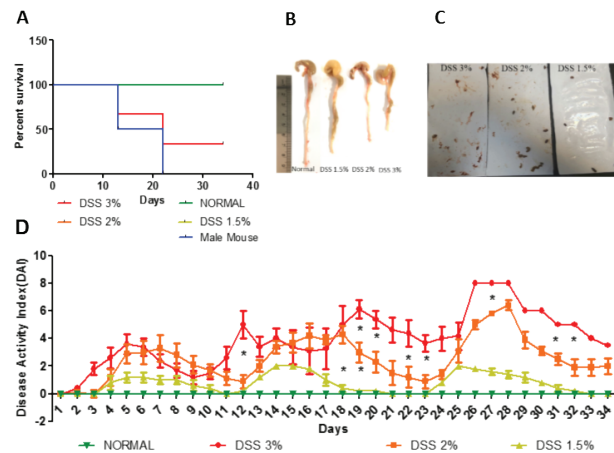 A
Percent survival
150
100
50
0
0 10 20 30 40
Days
DSS 3%
NORMAL
DSS 2%
DSS 1.5%
Male Mouse
B
Normal DSS 1.5% DSS 2% DSS 3%
C
DSS 3% DSS 2% DSS 1.5%
D
Disease Activity Index(DAI)
10
8
6
4
2
0
-2
* * * * * * * * * *
1 2 3 4 5 6 7 8 9 10 11 12 13 14 15 16 17 18 19 20 21 22 23 24 25 26 27 28 29 30 31 32 33 34
Days
NORMAL DSS 3% DSS 2% DSS 1.5%